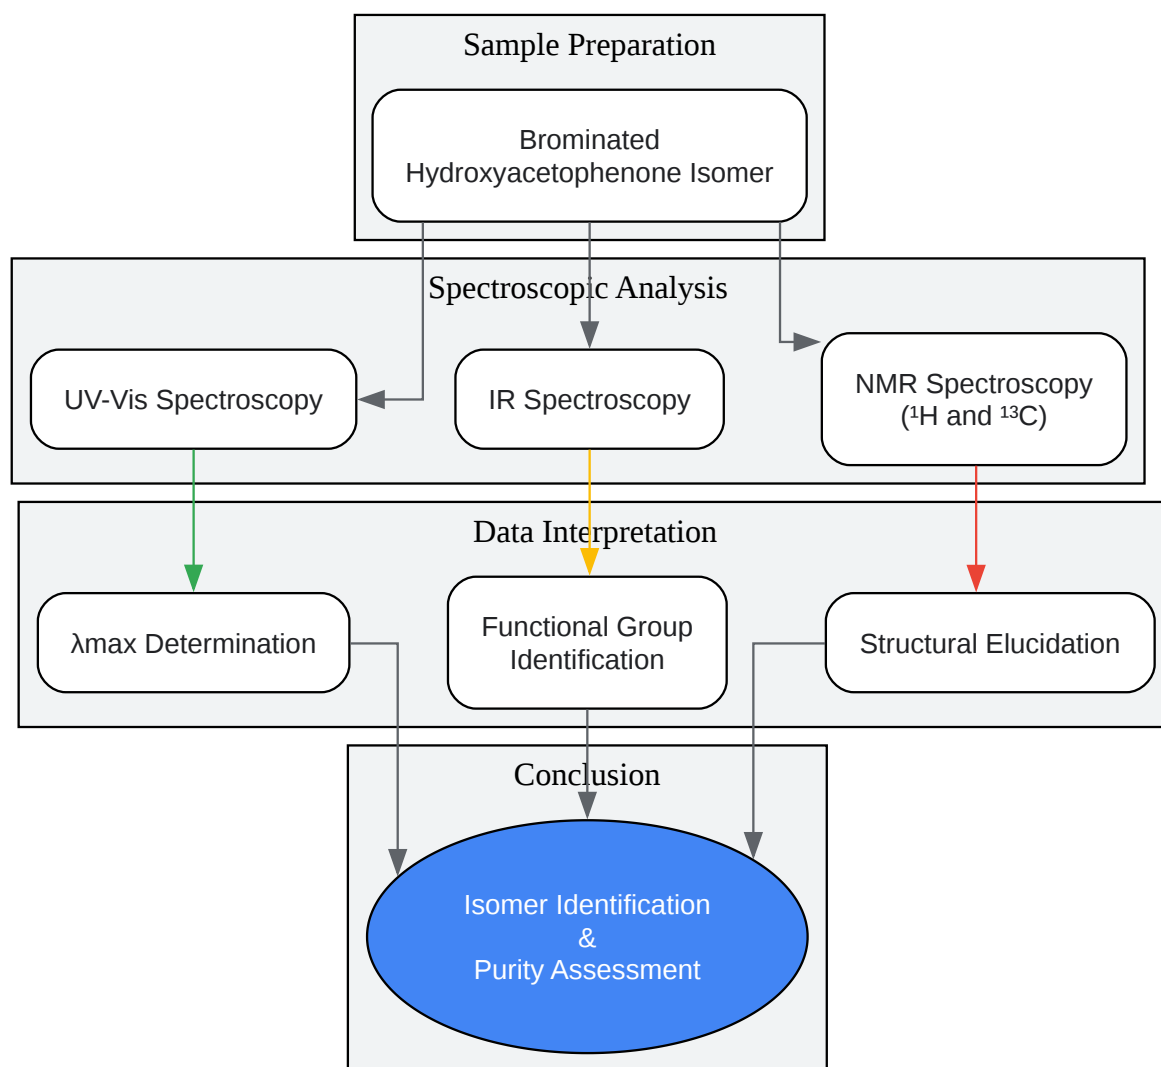 Sample Preparation
Brominated
Hydroxyacetophenone Isomer
Spectroscopic Analysis
UV-Vis Spectroscopy
IR Spectroscopy
NMR Spectroscopy
(¹H and ¹³C)
Data Interpretation
λmax Determination
Functional Group
Identification
Structural Elucidation
Conclusion
Isomer Identification
&
Purity Assessment